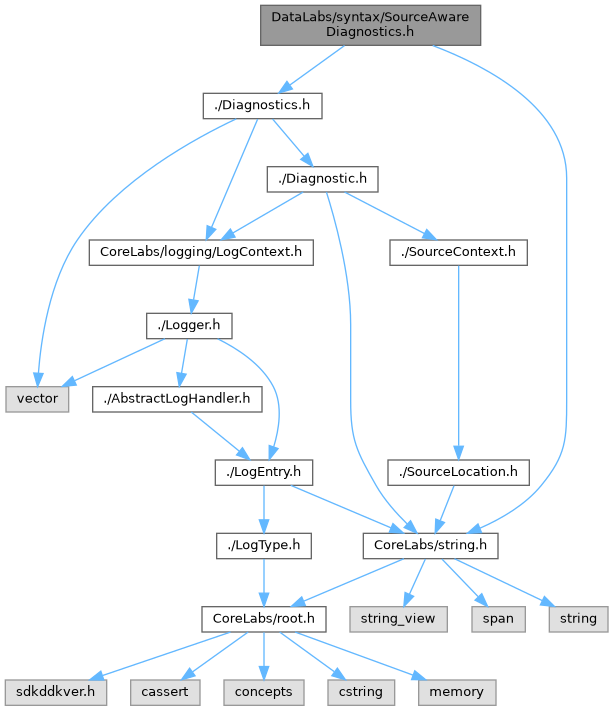 DataLabs/syntax/SourceAware
Diagnostics.h
./Diagnostics.h
./Diagnostic.h
CoreLabs/logging/LogContext.h
./SourceContext.h
./Logger.h
vector
./AbstractLogHandler.h
./LogEntry.h
./SourceLocation.h
./LogType.h
CoreLabs/string.h
CoreLabs/root.h
string_view
span
string
sdkddkver.h
cassert
concepts
cstring
memory